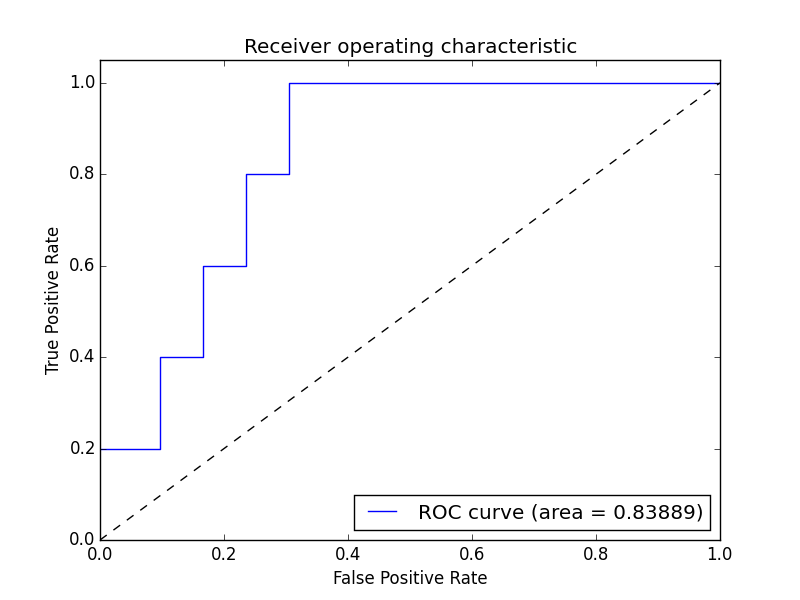 Receiver operating characteristic
1.0
0.8
0.6
0.4
0.2
0.0
True Positive Rate
ROC curve (area = 0.83889)
0.0 0.2 0.4 0.6 0.8 1.0
False Positive Rate